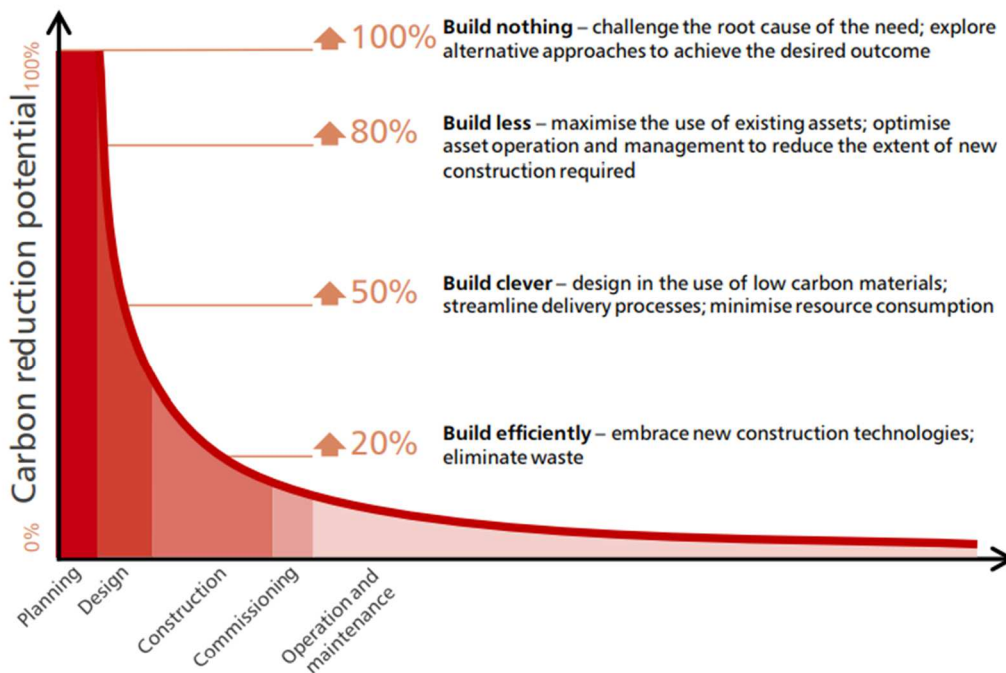 100%
Build nothing – challenge the root cause of the need; explore
alternative approaches to achieve the desired outcome
80%
Build less – maximise the use of existing assets; optimise
asset operation and management to reduce the extent of new
construction required
50%
Build clever – design in the use of low carbon materials;
streamline delivery processes; minimise resource consumption
20%
Build efficiently – embrace new construction technologies;
eliminate waste
Carbon reduction potential
100%
0%
Planning
Design
Construction
Commissioning
Operation and
maintenance